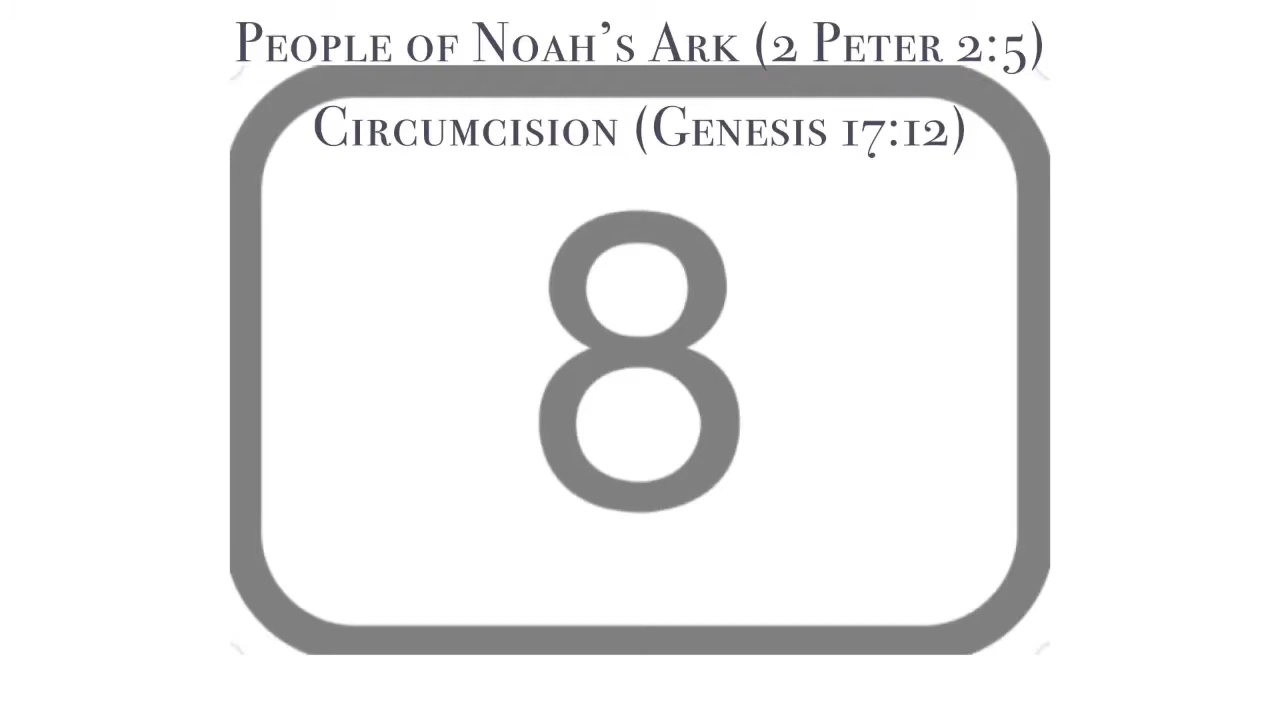 People of Noah’s Ark (2 Peter 2:5)
Circumcision (Genesis 17:12)
8